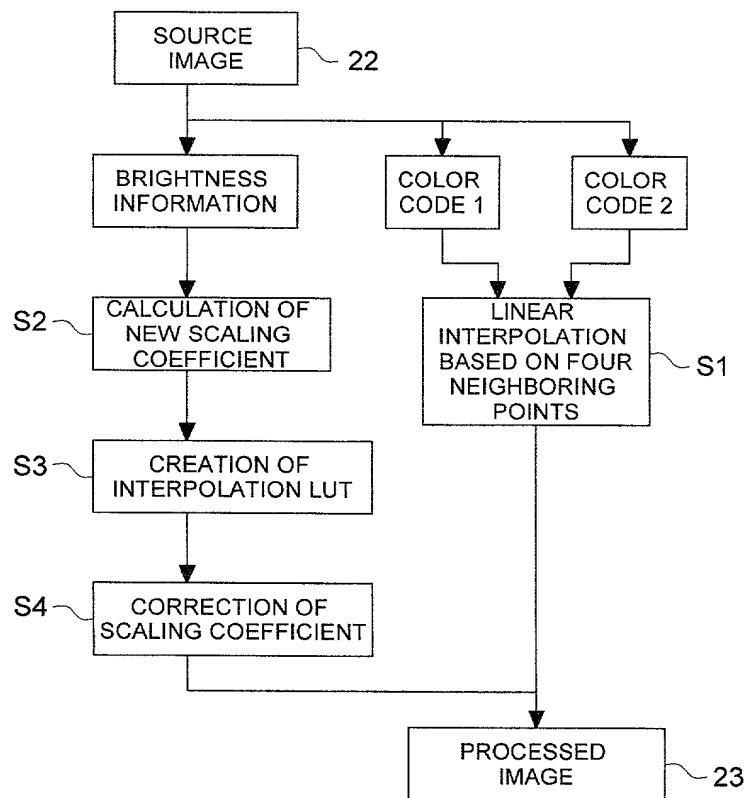 SOURCE
IMAGE
22
BRIGHTNESS
INFORMATION
COLOR
CODE 1
COLOR
CODE 2
S2
CALCULATION OF
NEW SCALING
COEFFICIENT
LINEAR
INTERPOLATION
BASED ON FOUR
NEIGHBORING
POINTS
S1
S3
CREATION OF
INTERPOLATION LUT
S4
CORRECTION OF
SCALING COEFFICIENT
PROCESSED
IMAGE
23